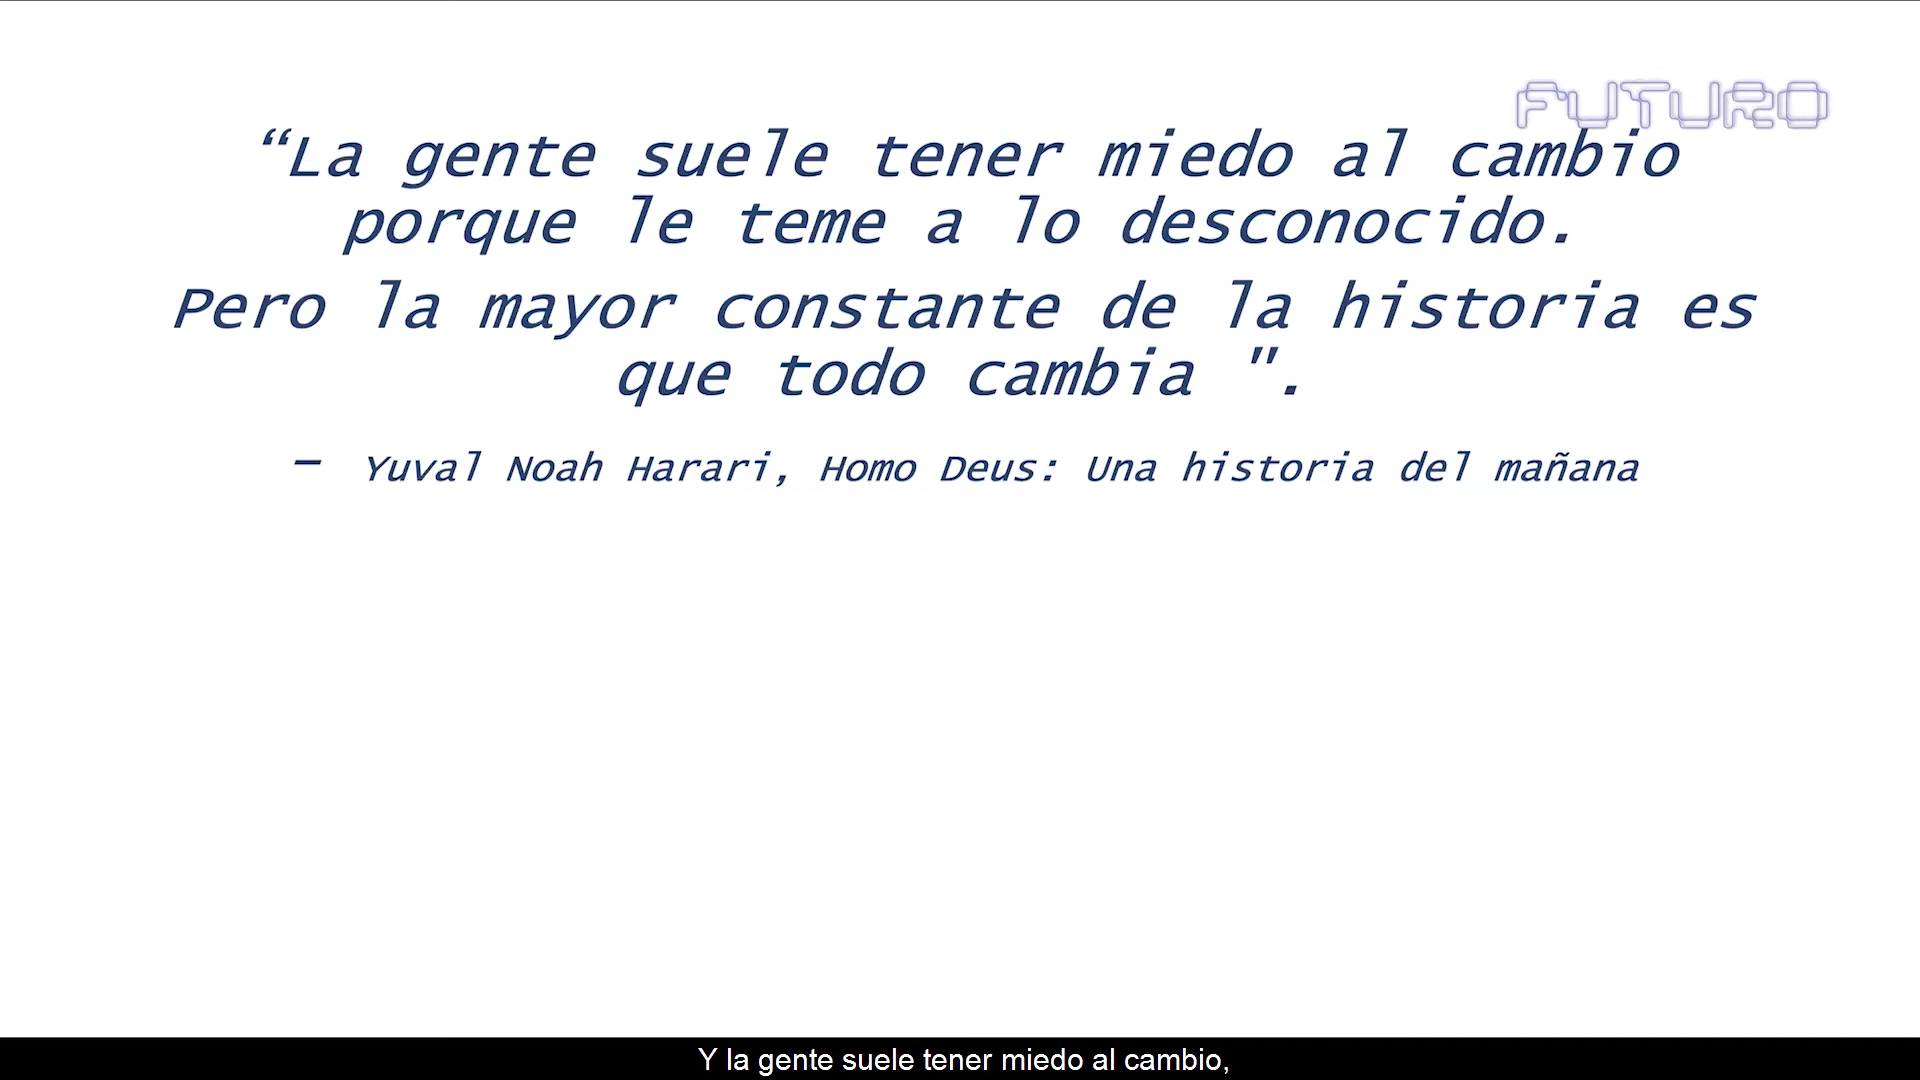 FUTURO
“La gente suele tener miedo al cambio
porque le teme a lo desconocido.
Pero la mayor constante de la historia es
que todo cambia ".
– Yuval Noah Harari, Homo Deus: Una historia del mañana
Y la gente suele tener miedo al cambio,